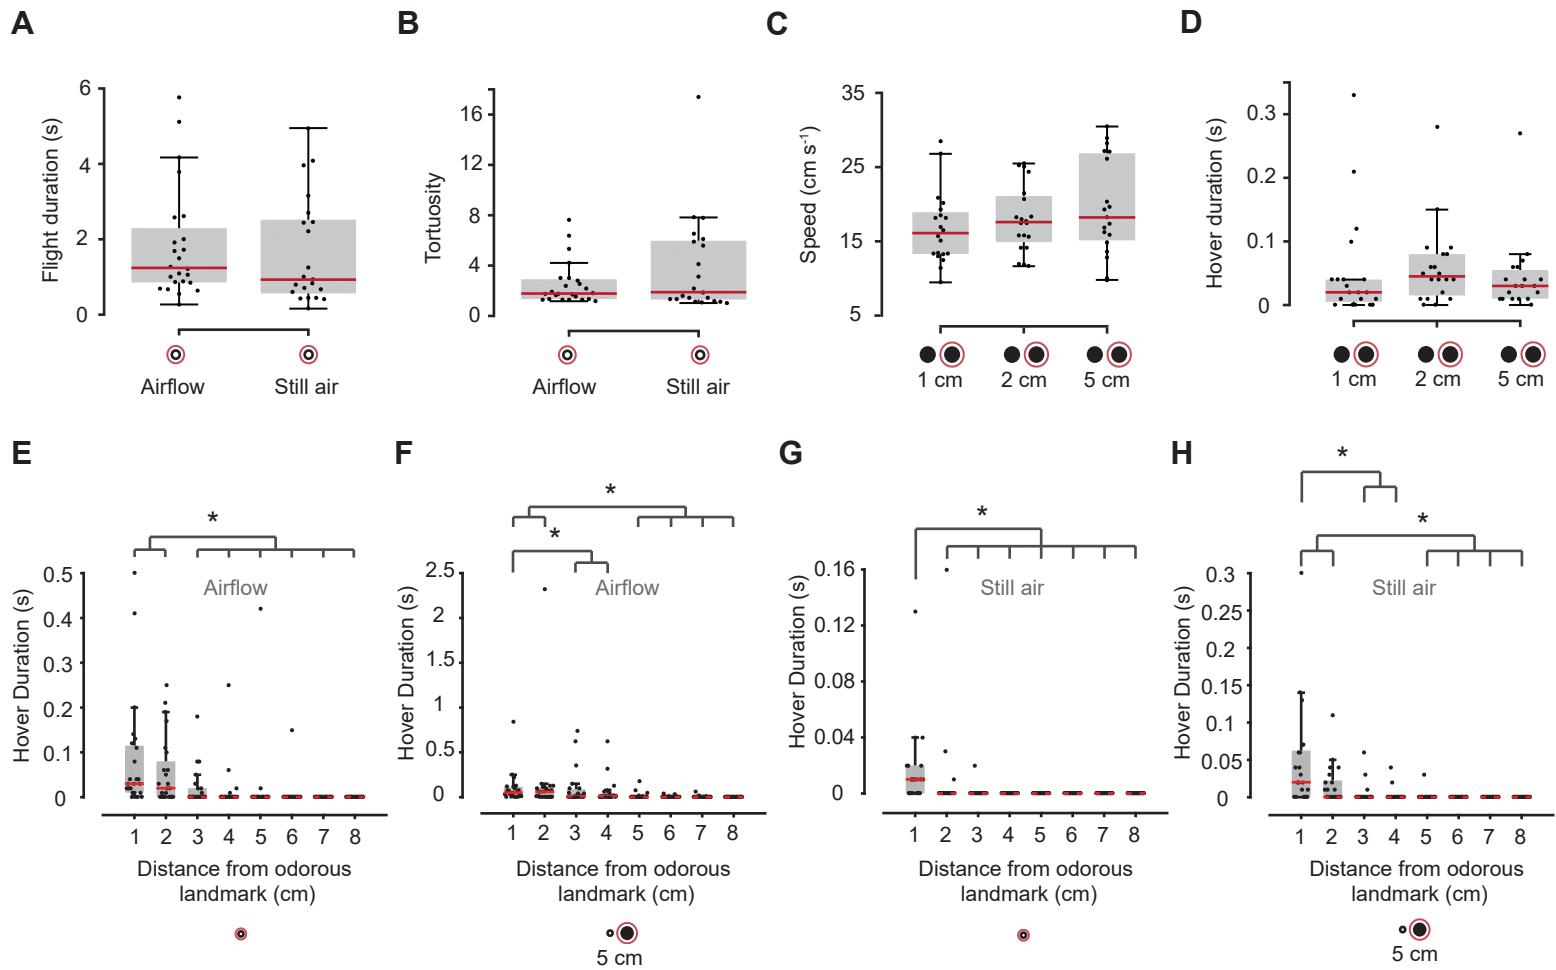 A
B
C
D
6
4
2
0
Flight duration (s)
Airflow
Still air
16
12
8
4
0
Tortuosity
Airflow
Still air
35
25
15
5
Speed (cm s⁻¹)
1 cm
2 cm
5 cm
0.3
0.2
0.1
0
Hover duration (s)
1 cm
2 cm
5 cm
E
F
G
H
*
Airflow
0.5
0.4
0.3
0.2
0.1
0
Hover Duration (s)
1 2 3 4 5 6 7 8
Distance from odorous
landmark (cm)
*
*
Airflow
2.5
2
1.5
1
0.5
0
Hover Duration (s)
1 2 3 4 5 6 7 8
Distance from odorous
landmark (cm)
5 cm
*
Still air
0.16
0.12
0.08
0.04
0
Hover Duration (s)
1 2 3 4 5 6 7 8
Distance from odorous
landmark (cm)
*
*
Still air
0.3
0.25
0.2
0.15
0.1
0.05
0
Hover Duration (s)
1 2 3 4 5 6 7 8
Distance from odorous
landmark (cm)
5 cm